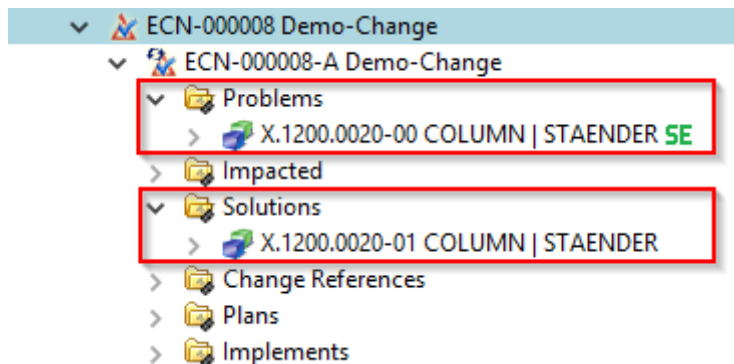 ECN-000008 Demo-Change
ECN-000008-A Demo-Change
Problems
X.1200.0020-00 COLUMN | STAENDER SE
Impacted
Solutions
X.1200.0020-01 COLUMN | STAENDER
Change References
Plans
Implements